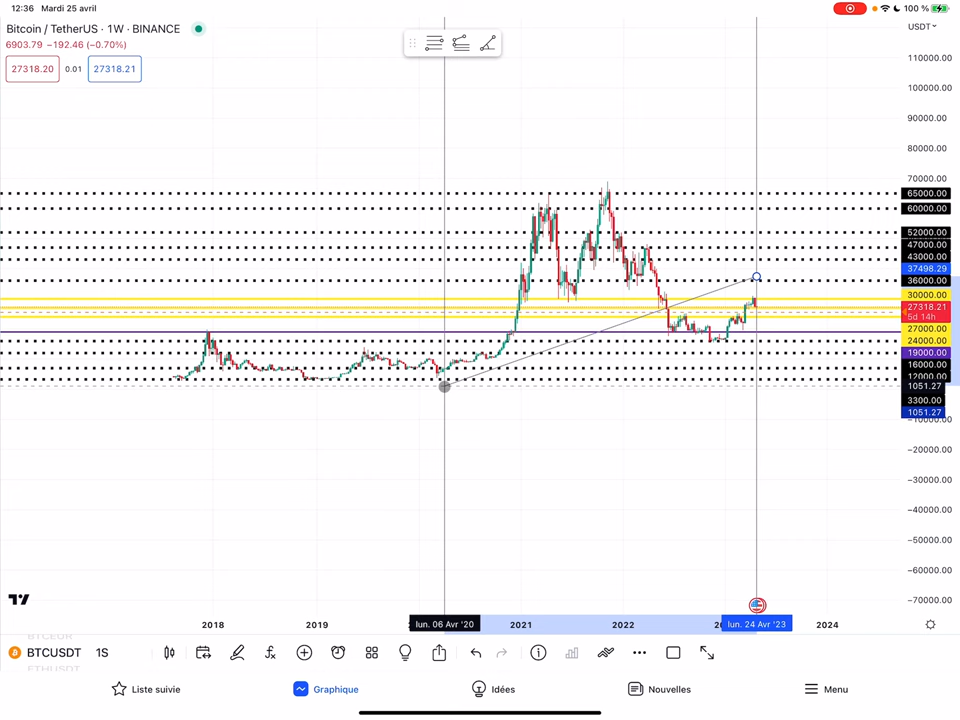 12:36 Mardi 25 avril
100 %
Bitcoin / TetherUS · 1W · BINANCE
6903.79 −192.46 (−0.70%)
27318.20 0.01 27318.21
USDT
110000.00
100000.00
90000.00
80000.00
70000.00
65000.00
60000.00
52000.00
47000.00
43000.00
37498.29
36000.00
30000.00
27318.21
5d 14h
27000.00
24000.00
19000.00
16000.00
12000.00
1051.27
3300.00
1051.27
−10000.00
−20000.00
−30000.00
−40000.00
−50000.00
−60000.00
−70000.00
2018 2019 lun. 06 Avr '20 2021 2022 lun. 24 Avr '23 2024
BTCEUR
BTCUSDT 1S
ETHUSDT
Liste suivie Graphique Idées Nouvelles Menu